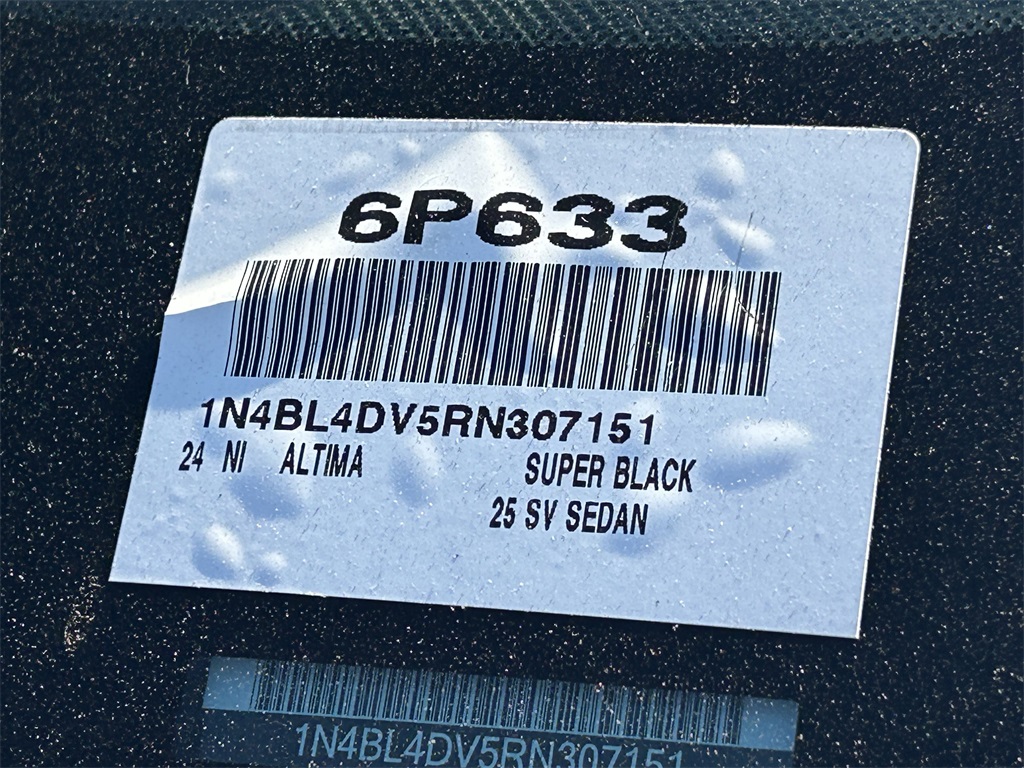 6P633
1N4BL4DV5RN307151
24 NI ALTIMA SUPER BLACK
25 SV SEDAN
1N4BL4DV5RN307151